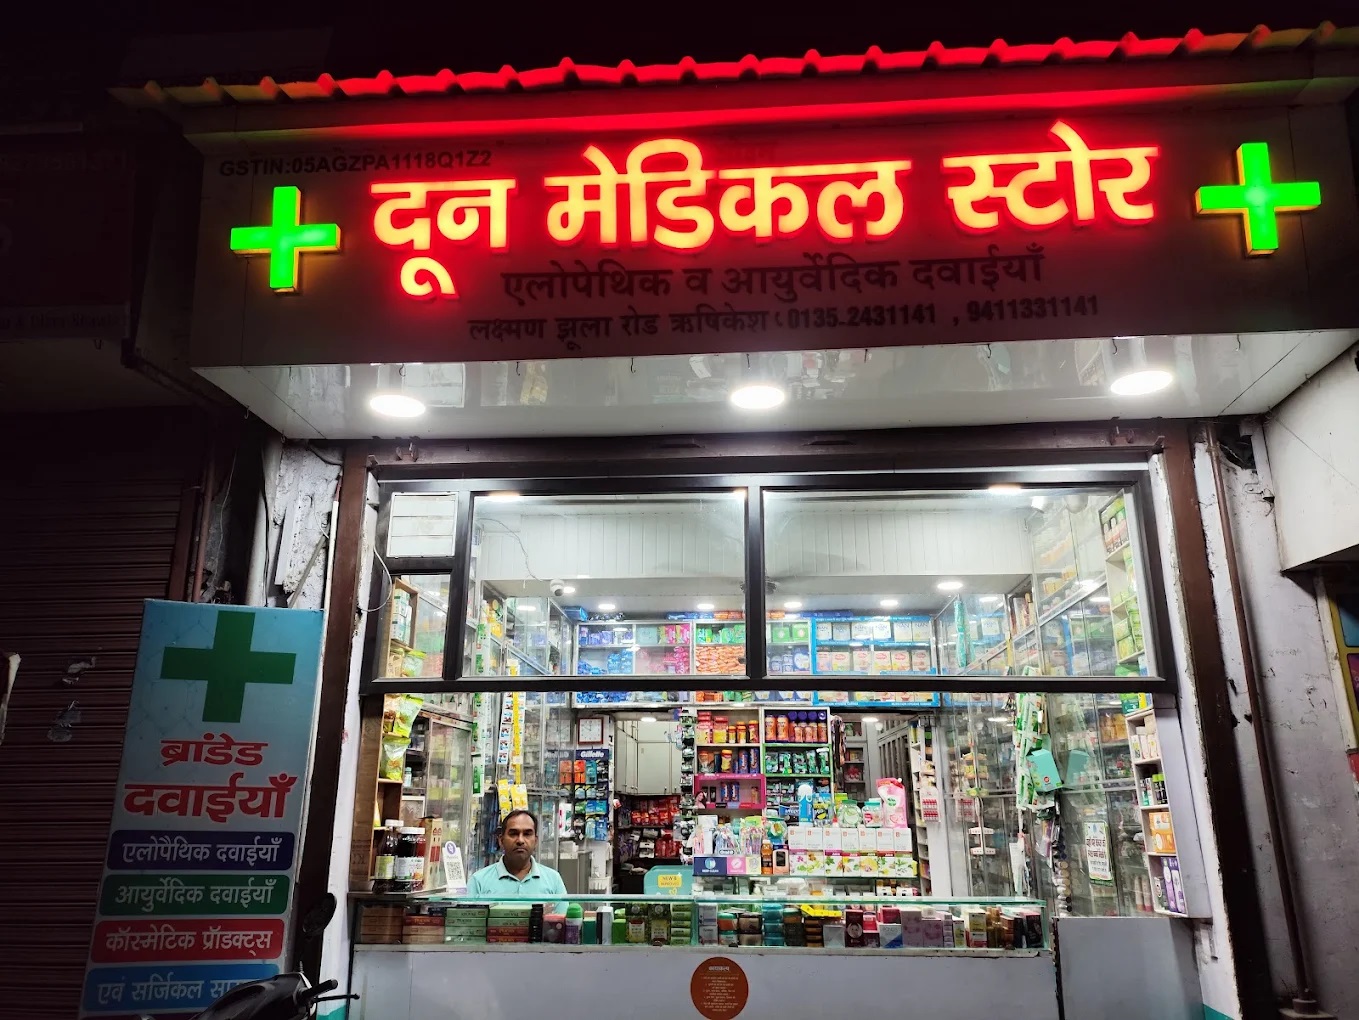 GSTIN:05AGZPA1118Q1Z2
दून मेडिकल स्टोर
एलोपेथिक व आयुर्वेदिक दवाईयाँ
लक्ष्मण झूला रोड ऋषिकेश 0135-2431141 , 9411331141
ब्रांडेड
दवाईयाँ
एलोपैथिक दवाईयाँ
आयुर्वेदिक दवाईयाँ
कॉस्मेटिक प्रॉडक्ट्स
एवं सर्जिकल
Gillette